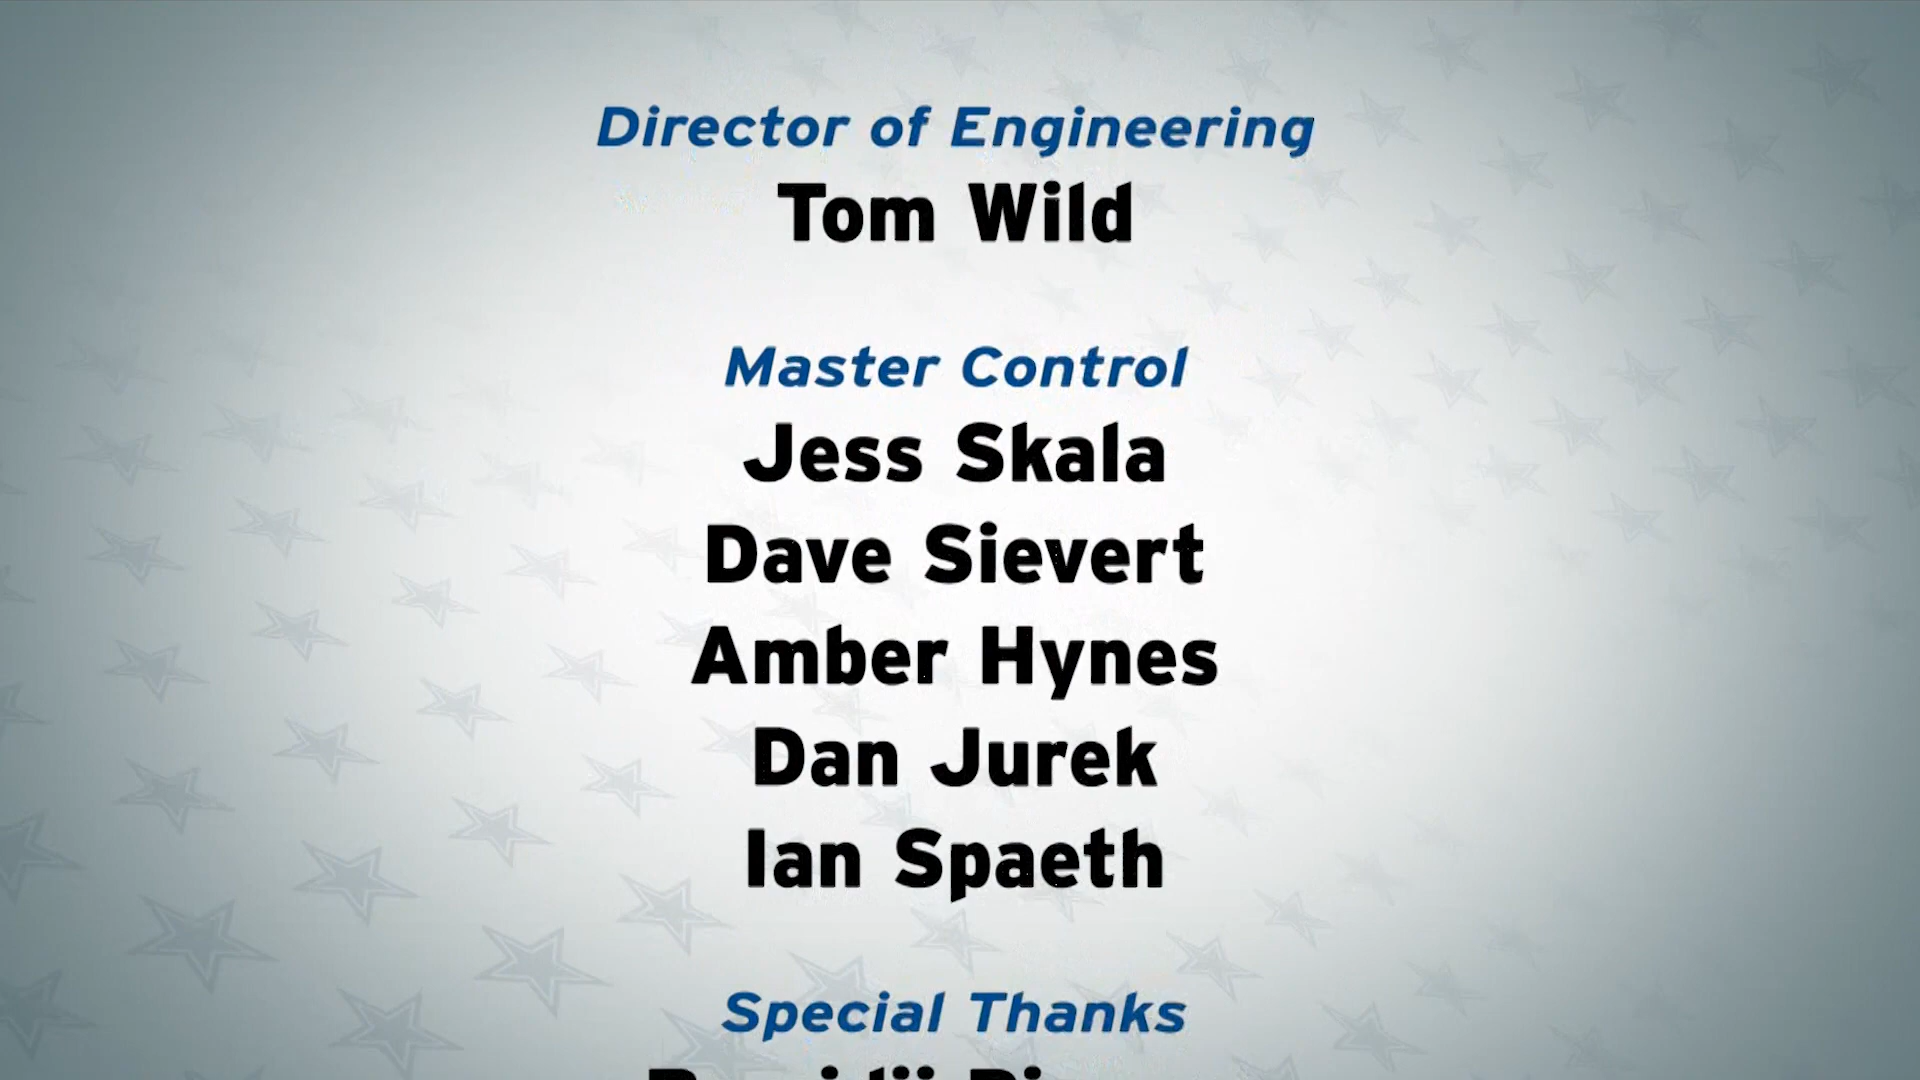 Director of Engineering
Tom Wild
Master Control
Jess Skala
Dave Sievert
Amber Hynes
Dan Jurek
Ian Spaeth
Special Thanks